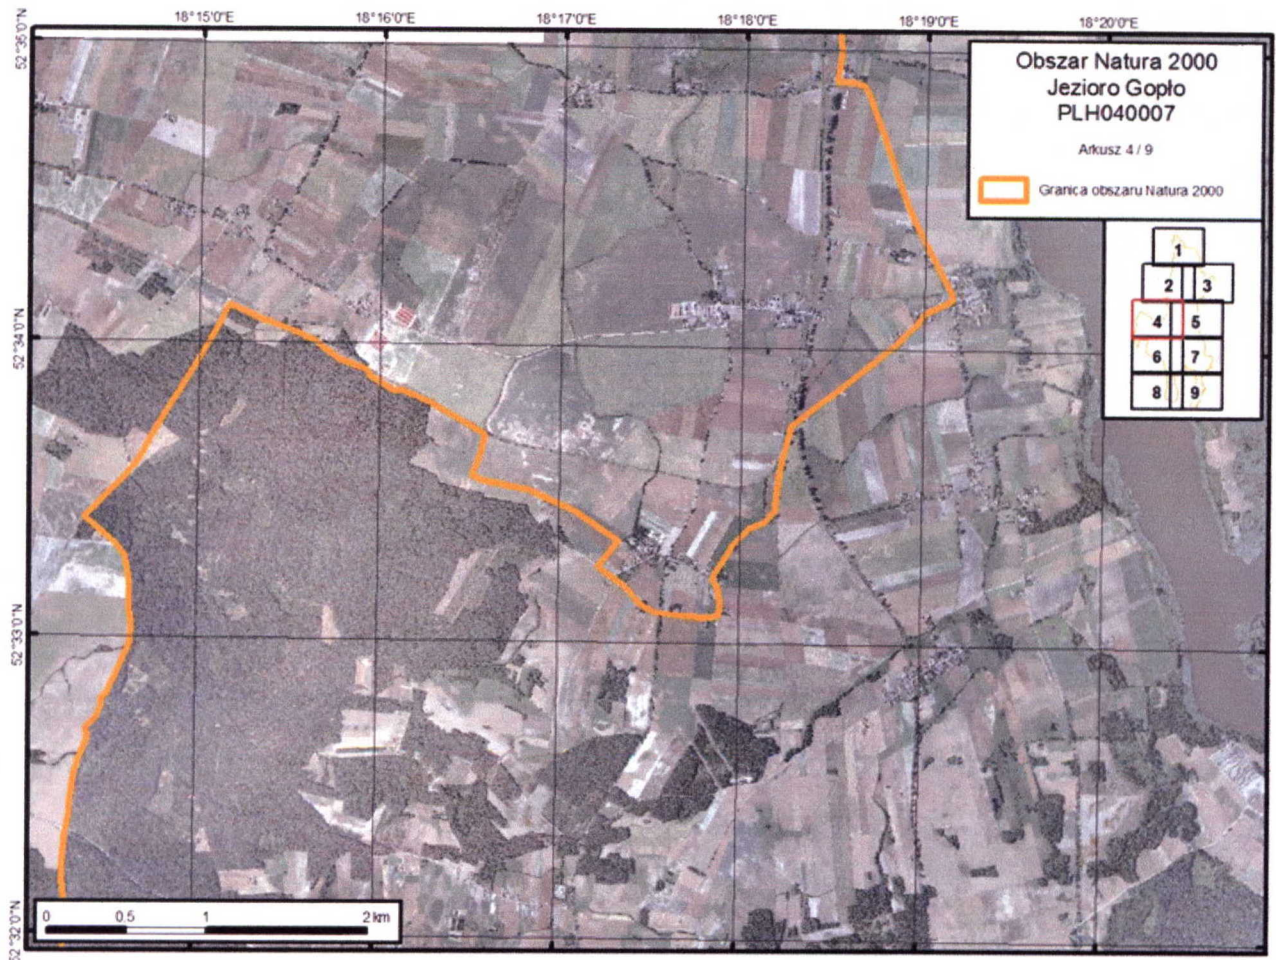 18°15'0"E 18°16'0"E 18°17'0"E 18°18'0"E 18°19'0"E 18°20'0"E
52°35'0"N
Obszar Natura 2000
Jezioro Gopło
PLH040007
Arkusz 4 / 9
Granica obszaru Natura 2000
1
2 3
4 5
6 7
8 9
52°34'0"N
52°33'0"N
52°32'0"N
0 0.5 1 2 km